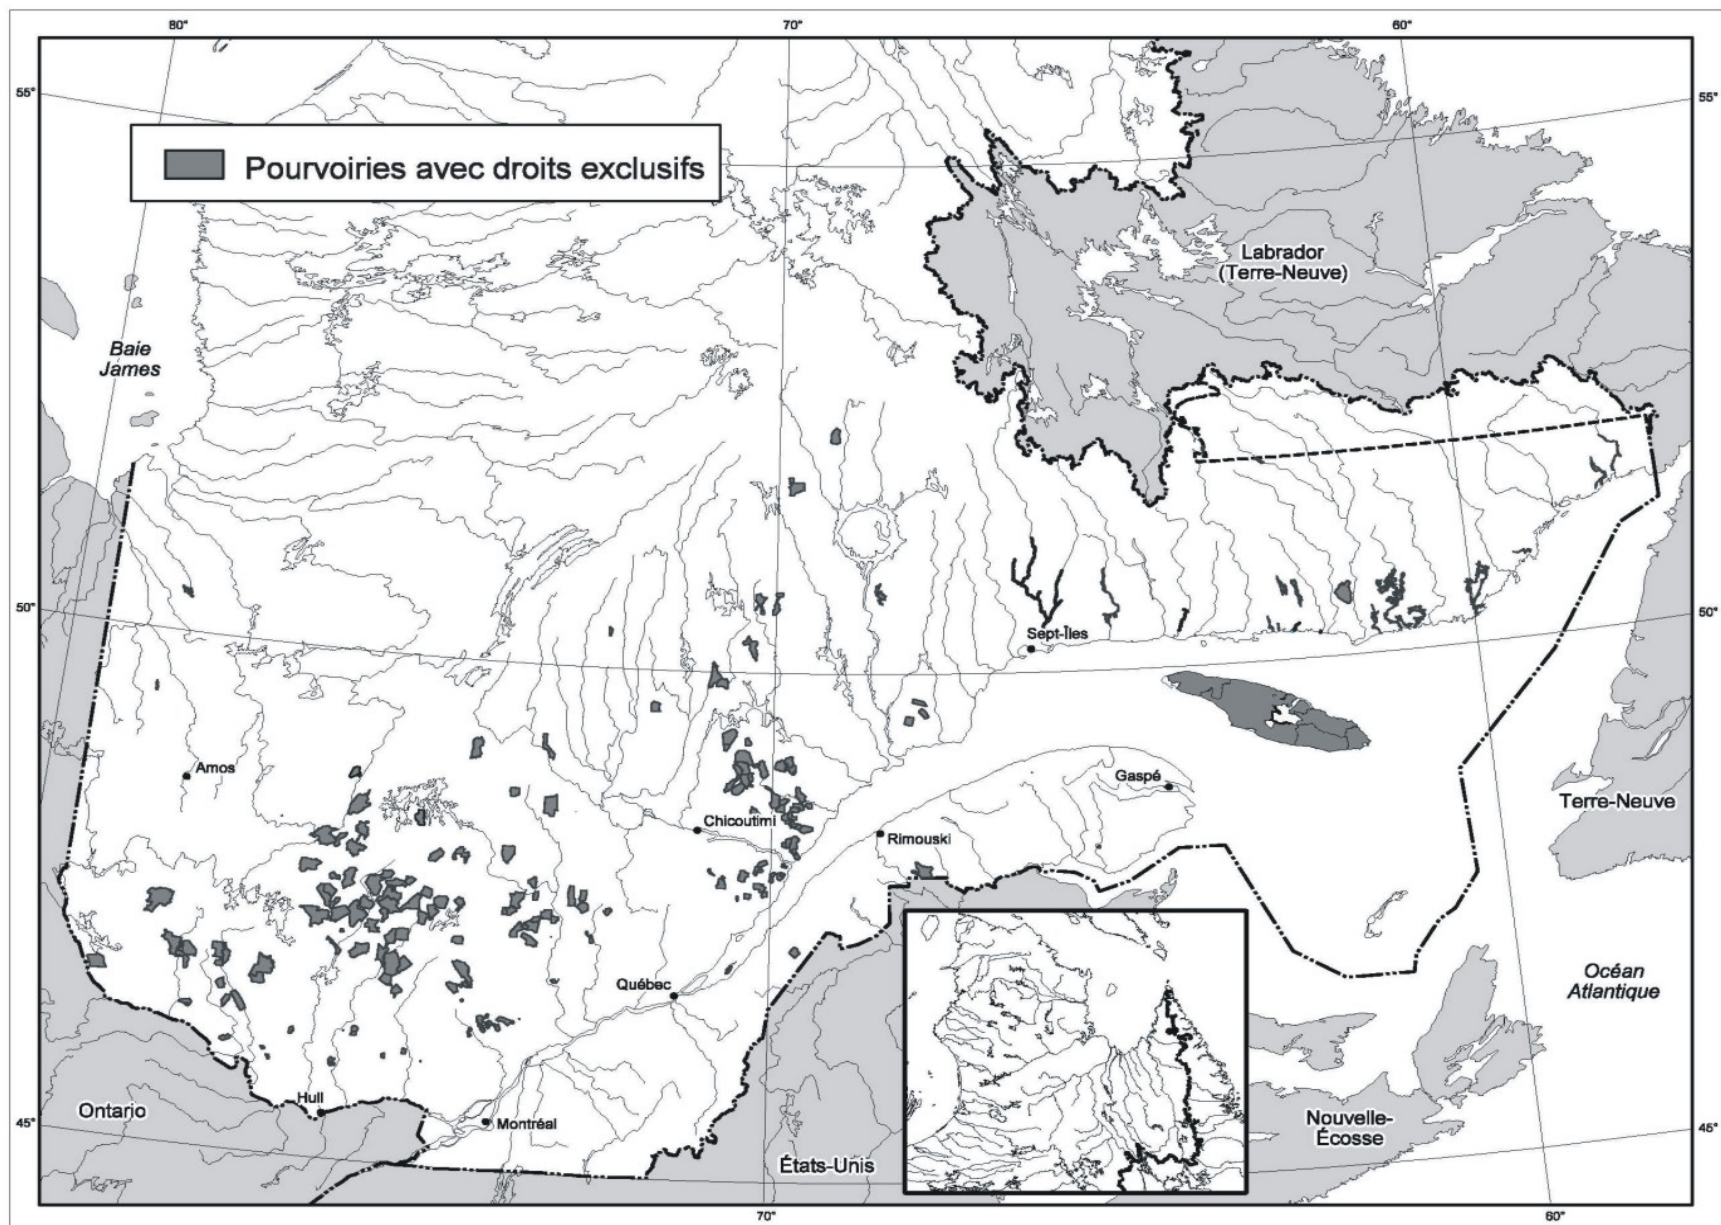 80°
70°
60°
55°
55°
Pourvoiries avec droits exclusifs
Labrador
(Terre-Neuve)
Baie
James
50°
50°
Sept-Îles
Amos
Gaspé
Terre-Neuve
Chicoutimi
Rimouski
Québec
Océan
Atlantique
Hull
Ontario
Montréal
Nouvelle-
Écosse
45°
45°
États-Unis
70°
60°